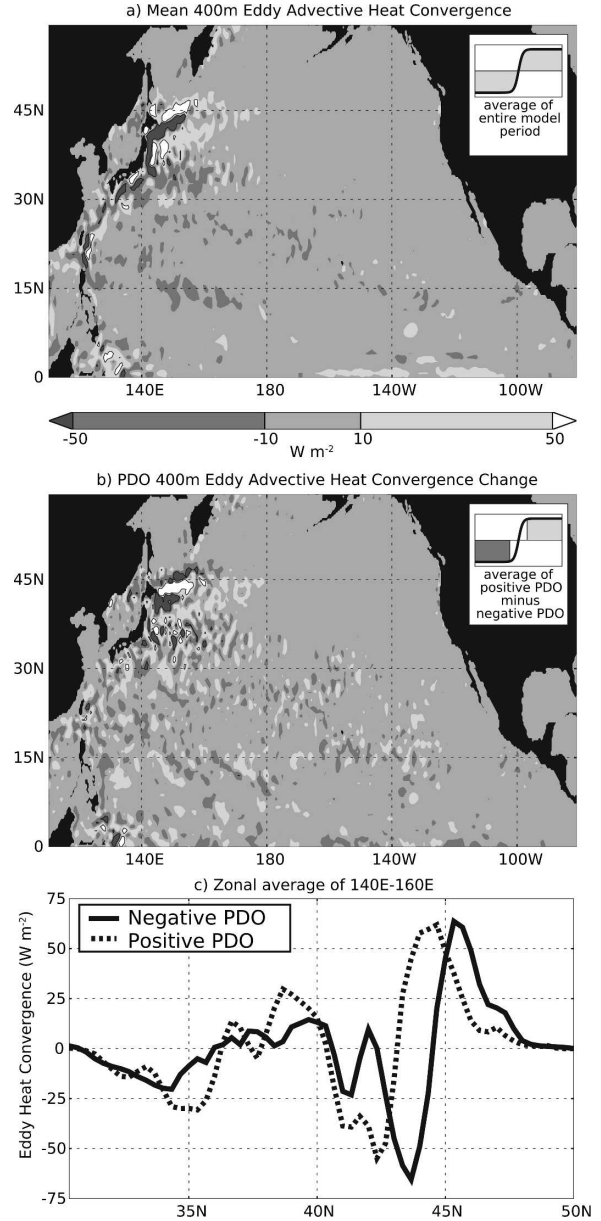 a) Mean 400m Eddy Advective Heat Convergence
45N
30N
15N
0
140E
180
140W
100W
average of
entire model
period
-50
-10
10
50
W m-2
b) PDO 400m Eddy Advective Heat Convergence Change
45N
30N
15N
0
140E
180
140W
100W
average of
positive PDO
minus
negative PDO
c) Zonal average of 140E-160E
Eddy Heat Convergence (W m-2)
75
50
25
0
-25
-50
-75
Negative PDO
Positive PDO
35N
40N
45N
50N